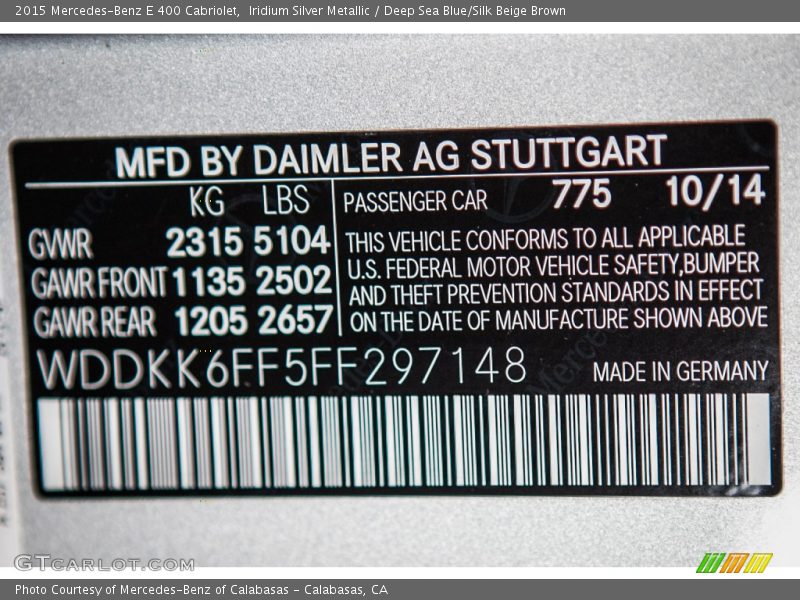 2015 Mercedes-Benz E 400 Cabriolet, Iridium Silver Metallic / Deep Sea Blue/Silk Beige Brown
MFD BY DAIMLER AG STUTTGART
KG LBS
GVWR 2315 5104
GAWR FRONT 1135 2502
GAWR REAR 1205 2657
PASSENGER CAR 775 10/14
THIS VEHICLE CONFORMS TO ALL APPLICABLE
U.S. FEDERAL MOTOR VEHICLE SAFETY,BUMPER
AND THEFT PREVENTION STANDARDS IN EFFECT
ON THE DATE OF MANUFACTURE SHOWN ABOVE
WDDKK6FF5FF297148 MADE IN GERMANY
GTCARLOT.COM
Photo Courtesy of Mercedes-Benz of Calabasas - Calabasas, CA